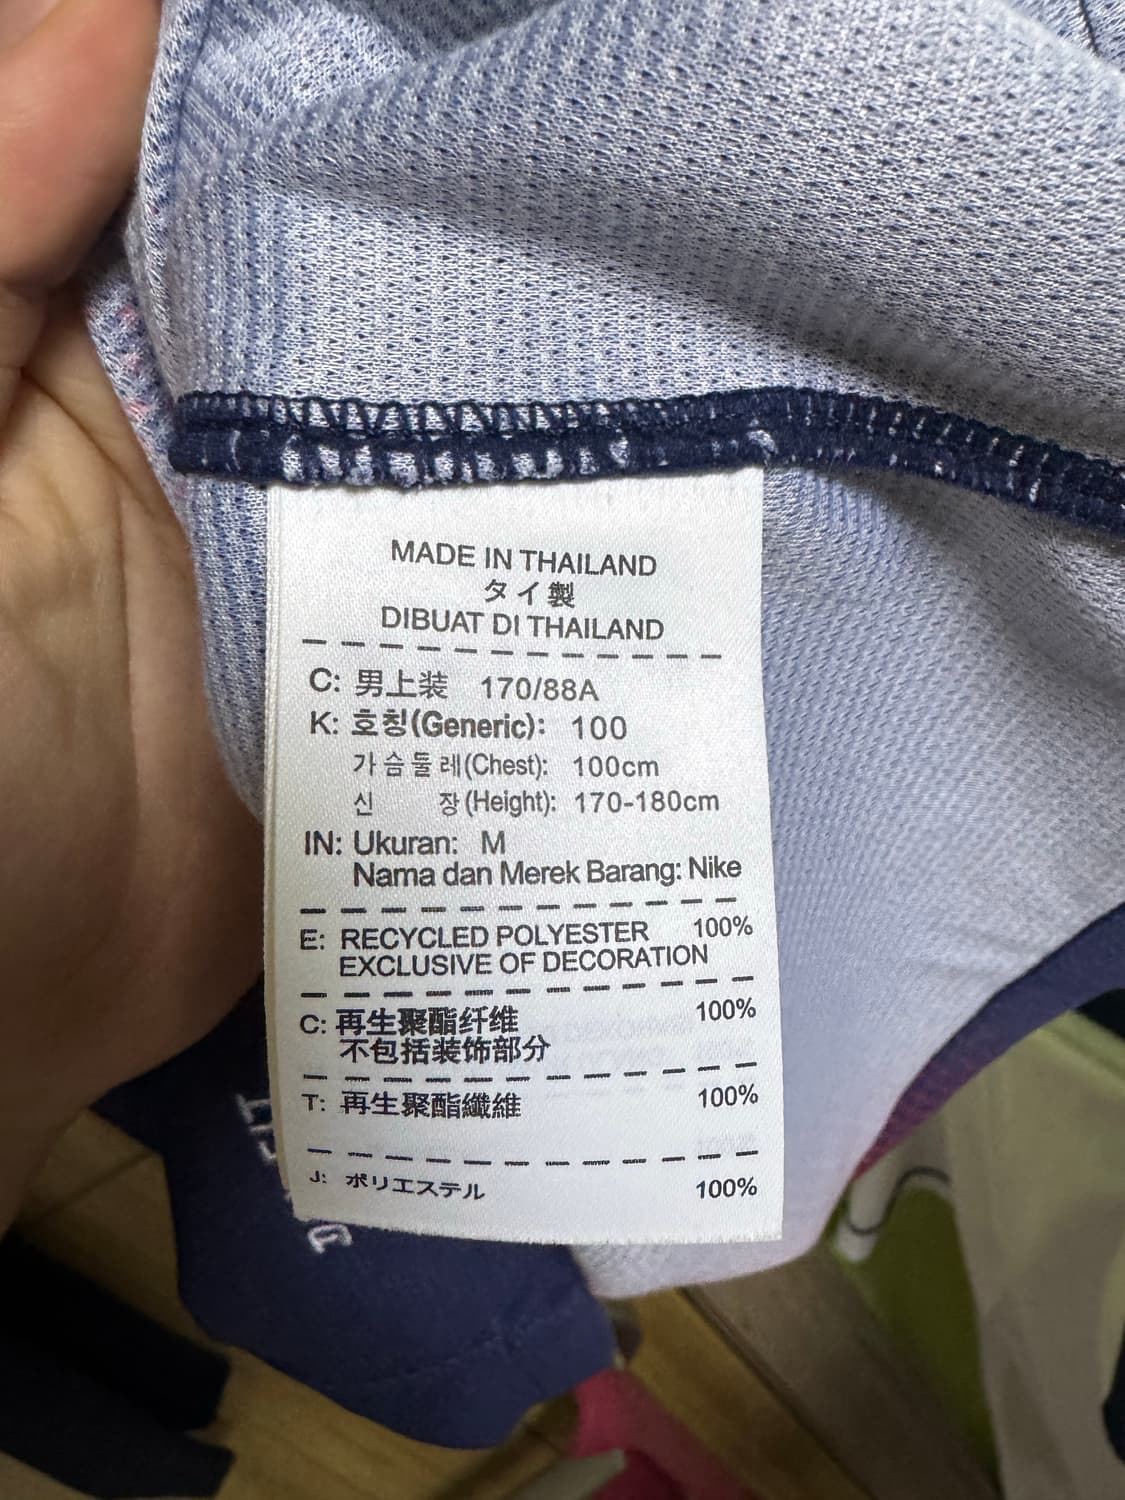 MADE IN THAILAND
タイ製
DIBUAT DI THAILAND
C: 男上装 170/88A
K: 호칭(Generic): 100
가슴둘레(Chest): 100cm
신 장(Height): 170-180cm
IN: Ukuran: M
Nama dan Merek Barang: Nike
E: RECYCLED POLYESTER 100%
EXCLUSIVE OF DECORATION
C: 再生聚酯纤维 100%
不包括装饰部分
T: 再生聚酯纖維 100%
J: ポリエステル 100%